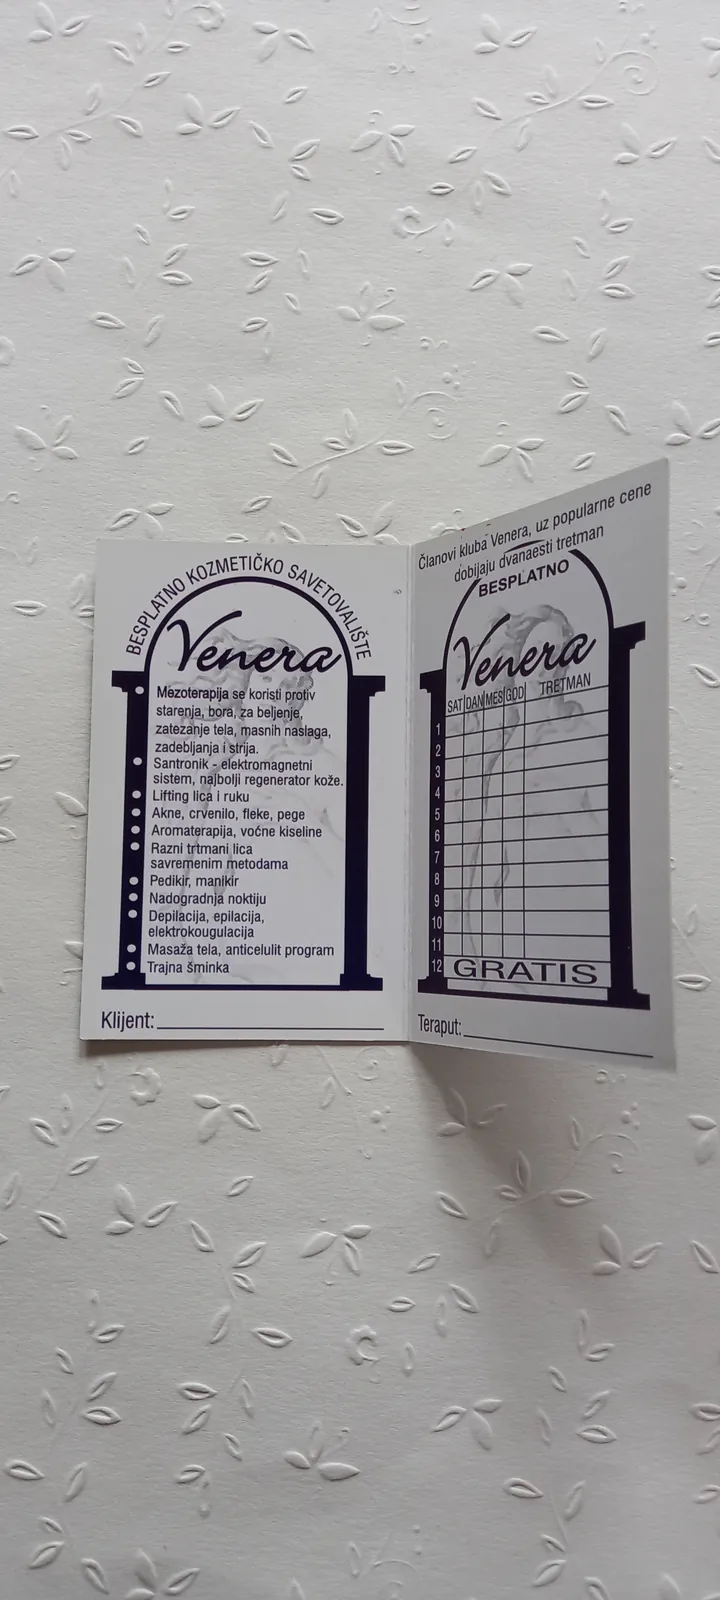 BESPLATNO KOZMETIČKO SAVETOVALIŠTE
Venera
Mezoterapija se koristi protiv
starenja, bora, za beljenje,
zatezanje tela, masnih naslaga,
zadebljanja i strija.
Santronik - elektromagnetni
sistem, najbolji regenerator kože.
Lifting lica i ruku
Akne, crvenilo, fleke, pege
Aromaterapija, voćne kiseline
Razni trtmani lica
savremenim metodama
Pedikir, manikir
Nadogradnja noktiju
Depilacija, epilacija,
elektrokougulacija
Masaža tela, anticelulit program
Trajna šminka
Klijent:
Članovi kluba Venera, uz popularne cene
dobijaju dvanaesti tretman
BESPLATNO
Venera
SAT DAN MES GOD TRETMAN
1
2
3
4
5
6
7
8
9
10
11
12 GRATIS
Teraput: